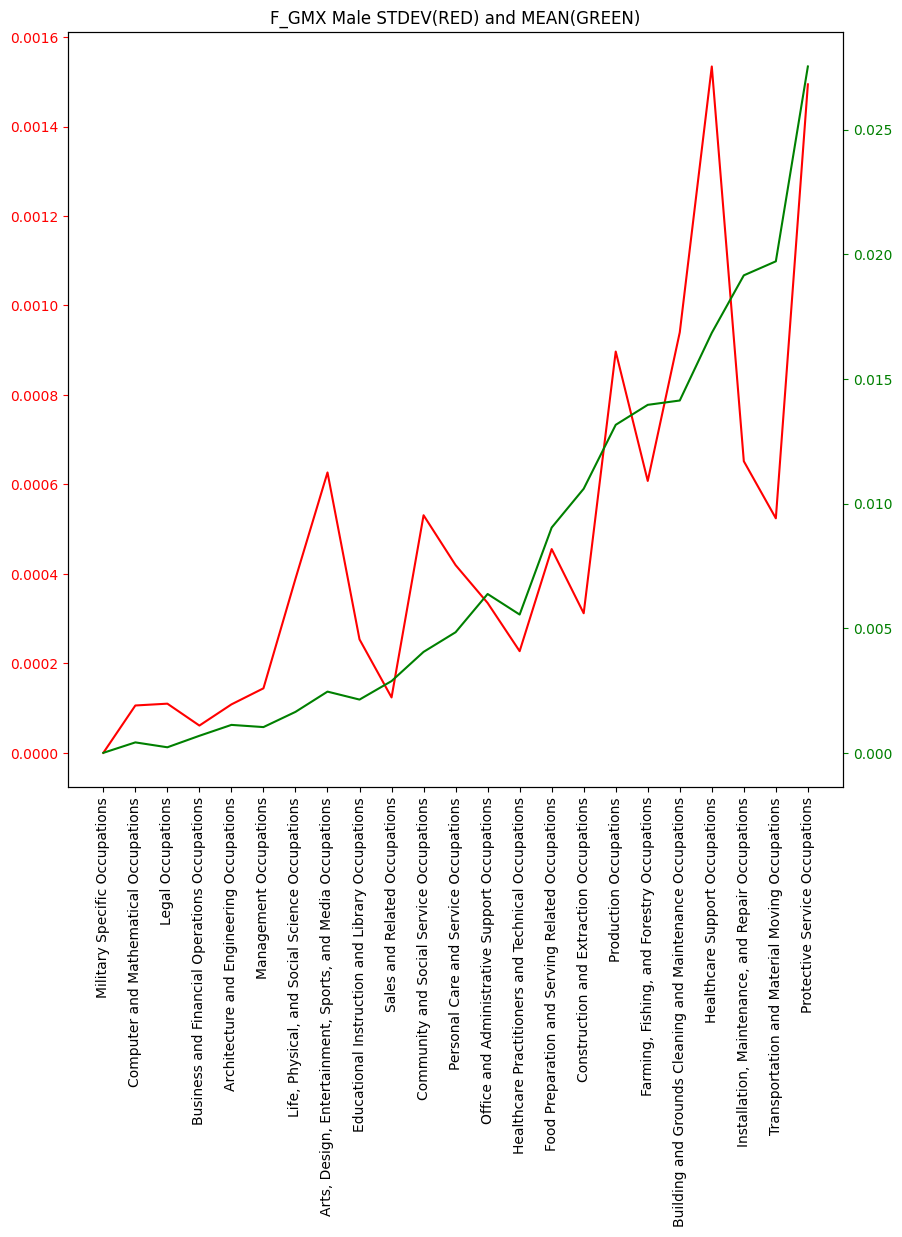 F_GMX Male STDEV(RED) and MEAN(GREEN)
0.0016
0.0014
0.0012
0.0010
0.0008
0.0006
0.0004
0.0002
0.0000
0.025
0.020
0.015
0.010
0.005
0.000
Military Specific Occupations
Computer and Mathematical Occupations
Legal Occupations
Business and Financial Operations Occupations
Architecture and Engineering Occupations
Management Occupations
Life, Physical, and Social Science Occupations
Arts, Design, Entertainment, Sports, and Media Occupations
Educational Instruction and Library Occupations
Sales and Related Occupations
Community and Social Service Occupations
Personal Care and Service Occupations
Office and Administrative Support Occupations
Healthcare Practitioners and Technical Occupations
Food Preparation and Serving Related Occupations
Construction and Extraction Occupations
Production Occupations
Farming, Fishing, and Forestry Occupations
Building and Grounds Cleaning and Maintenance Occupations
Healthcare Support Occupations
Installation, Maintenance, and Repair Occupations
Transportation and Material Moving Occupations
Protective Service Occupations